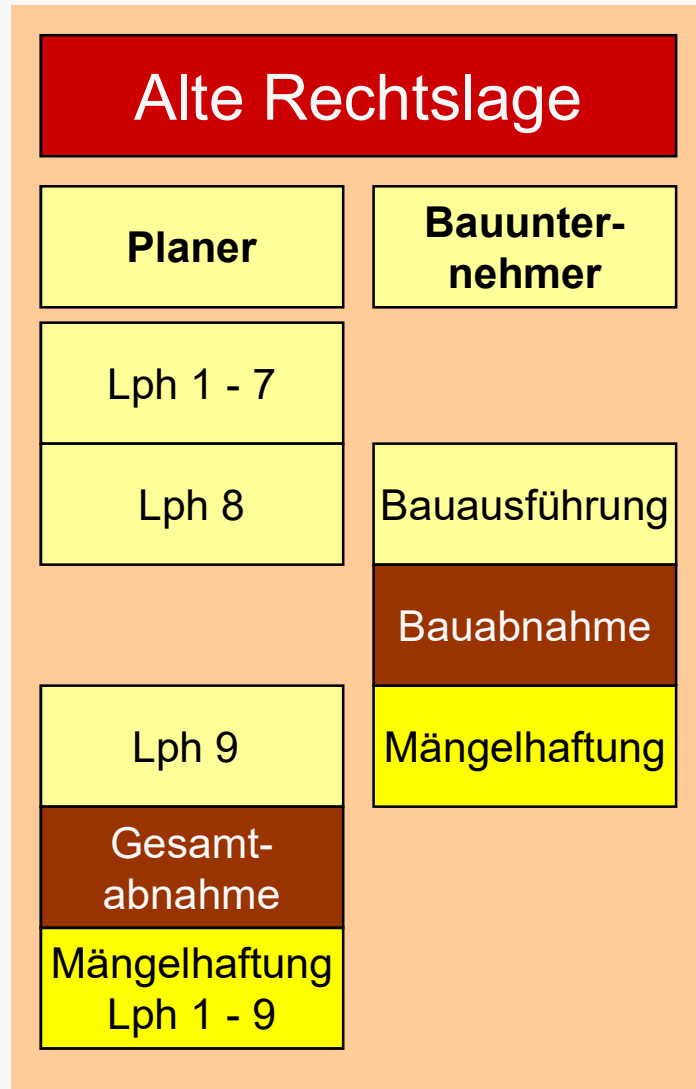 Alte Rechtslage
Planer
Bauunter-
nehmer
Lph 1 - 7
Lph 8
Bauausführung
Bauabnahme
Lph 9
Mängelhaftung
Gesamt-
abnahme
Mängelhaftung
Lph 1 - 9